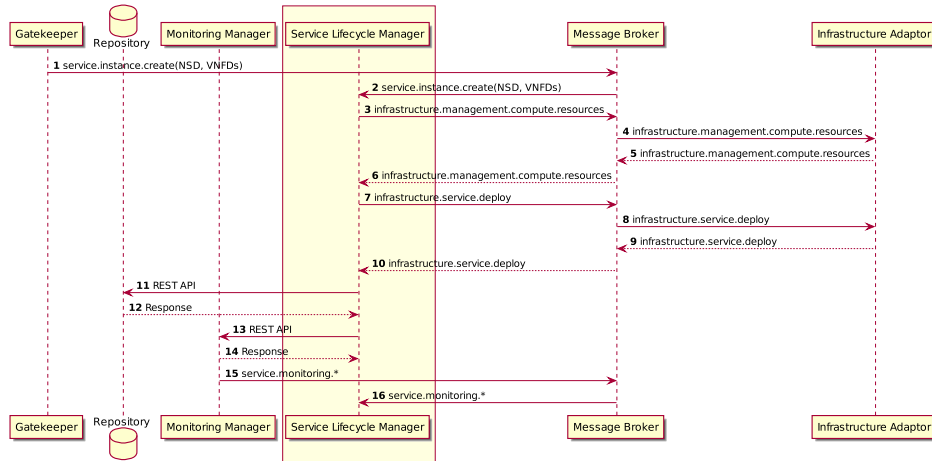 Gatekeeper
Repository
Monitoring Manager
Service Lifecycle Manager
Message Broker
Infrastructure Adaptor
1 service.instance.create(NSD, VNFDs)
2 service.instance.create(NSD, VNFDs)
3 infrastructure.management.compute.resources
4 infrastructure.management.compute.resources
5 infrastructure.management.compute.resources
6 infrastructure.management.compute.resources
7 infrastructure.service.deploy
8 infrastructure.service.deploy
9 infrastructure.service.deploy
10 infrastructure.service.deploy
11 REST API
12 Response
13 REST API
14 Response
15 service.monitoring.*
16 service.monitoring.*
Gatekeeper
Repository
Monitoring Manager
Service Lifecycle Manager
Message Broker
Infrastructure Adaptor